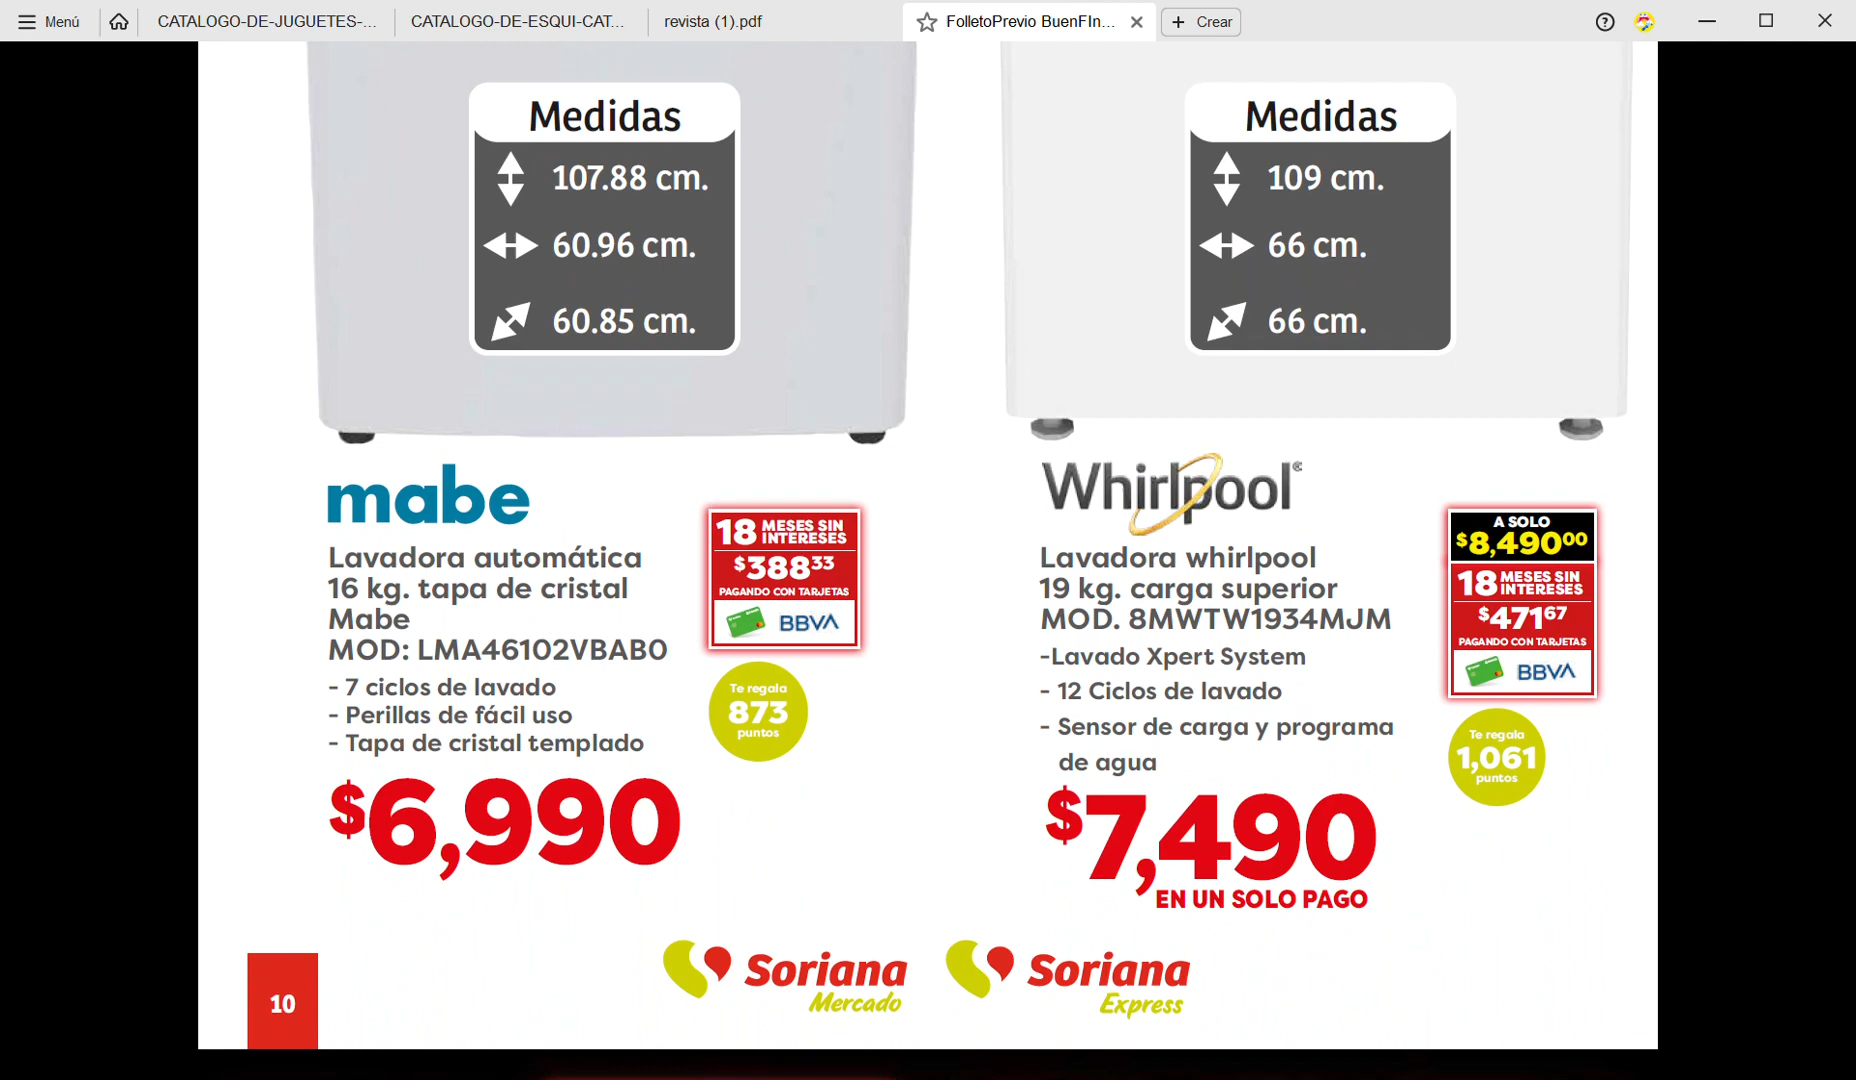 Menú
CATALOGO-DE-JUGUETES-...
CATALOGO-DE-ESQUI-CAT...
revista (1).pdf
FolletoPrevio BuenFIn...
+ Crear
Medidas
107.88 cm.
60.96 cm.
60.85 cm.
Medidas
109 cm.
66 cm.
66 cm.
mabe
Lavadora automática
16 kg. tapa de cristal
Mabe
MOD: LMA46102VBAB0
- 7 ciclos de lavado
- Perillas de fácil uso
- Tapa de cristal templado
$6,990
18 MESES SIN INTERESES
$388 33
PAGANDO CON TARJETAS
BBVA
Te regala
873
puntos
Whirlpool
Lavadora whirlpool
19 kg. carga superior
MOD. 8MWTW1934MJM
-Lavado Xpert System
- 12 Ciclos de lavado
- Sensor de carga y programa
de agua
$7,490
EN UN SOLO PAGO
A SOLO
$8,490 00
18 MESES SIN INTERESES
$471 67
PAGANDO CON TARJETAS
BBVA
Te regala
1,061
puntos
10
Soriana
Mercado
Soriana
Express